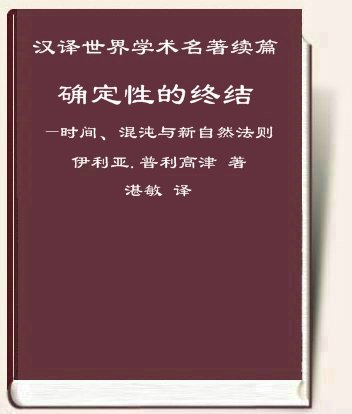 汉译世界学术名著续篇
确定性的终结
—时间、混沌与新自然法则
伊利亚.普利高津 著
湛敏 译